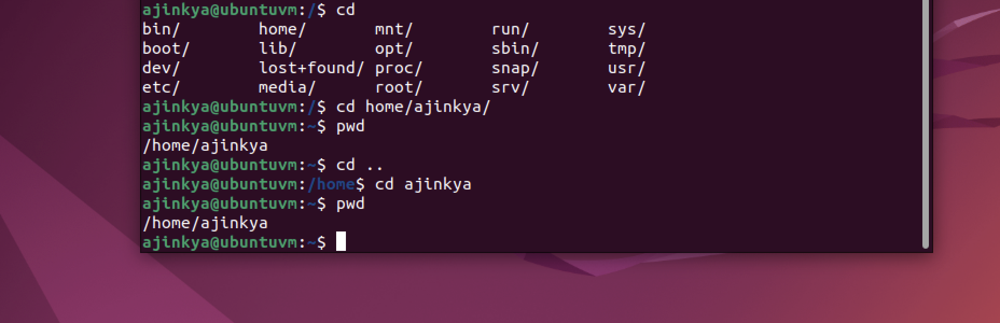 ajinkya@ubuntuvm:/$ cd
bin/ home/ mnt/ run/ sys/
boot/ lib/ opt/ sbin/ tmp/
dev/ lost+found/ proc/ snap/ usr/
etc/ media/ root/ srv/ var/
ajinkya@ubuntuvm:/$ cd home/ajinkya/
ajinkya@ubuntuvm:~$ pwd
/home/ajinkya
ajinkya@ubuntuvm:~$ cd ..
ajinkya@ubuntuvm:/home$ cd ajinkya
ajinkya@ubuntuvm:~$ pwd
/home/ajinkya
ajinkya@ubuntuvm:~$